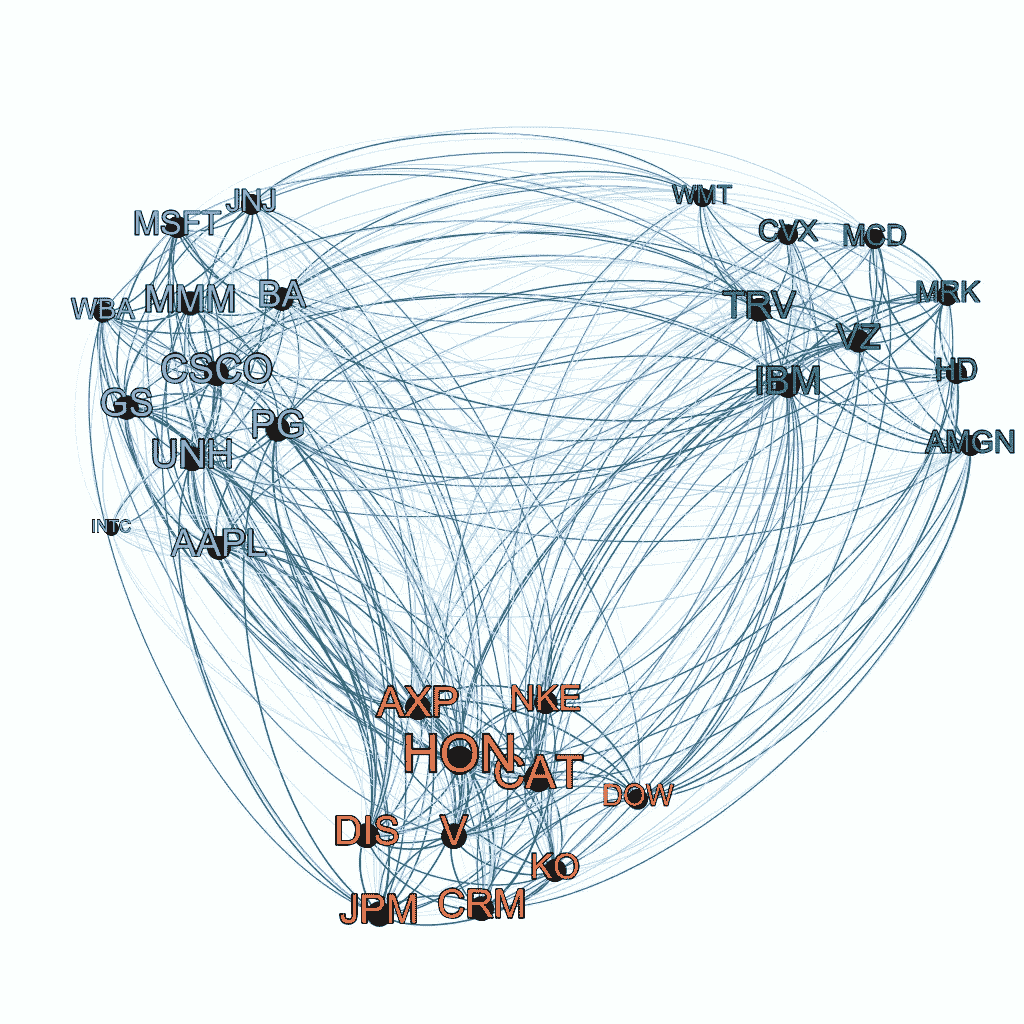 JNJ
MSFT
WBA
MMM
BA
CSCO
GS
PG
UNH
INTC
AAPL
WMT
CVX
MCD
MRK
TRV
VZ
IBM
HD
AMGN
AXP
NKE
HON
CAT
DOW
DIS
V
KO
JPM
CRM